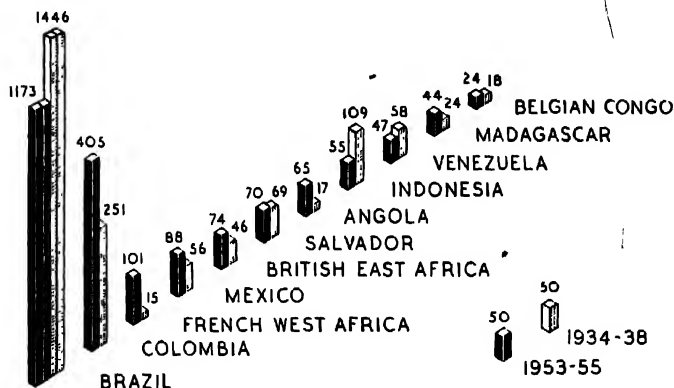 1446
1173
405
251
101
15
88
56
74
46
70
69
65
17
55
109
47
58
44
24
24
18
BELGIAN CONGO
MADAGASCAR
VENEZUELA
INDONESIA
ANGOLA
SALVADOR
BRITISH EAST AFRICA
MEXICO
FRENCH WEST AFRICA
COLOMBIA
BRAZIL
50
1934-38
50
1953-55